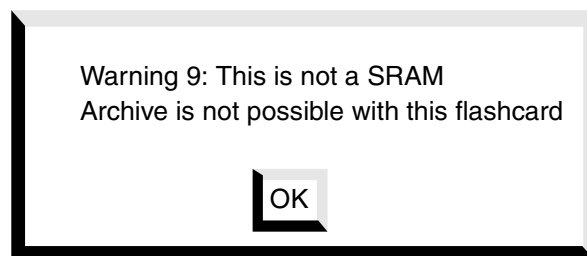 Warning 9: This is not a SRAM
Archive is not possible with this flashcard
OK